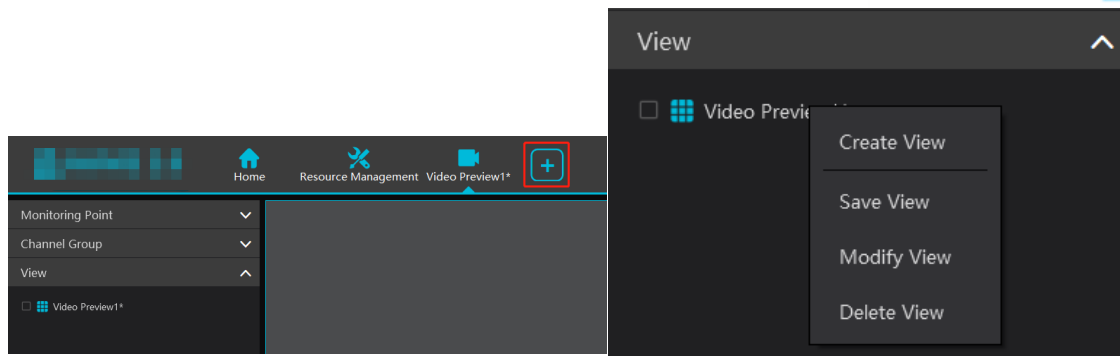 Home
Resource Management
Video Preview1*
Monitoring Point
Channel Group
View
Video Preview1*
View
Video Previe
Create View
Save View
Modify View
Delete View